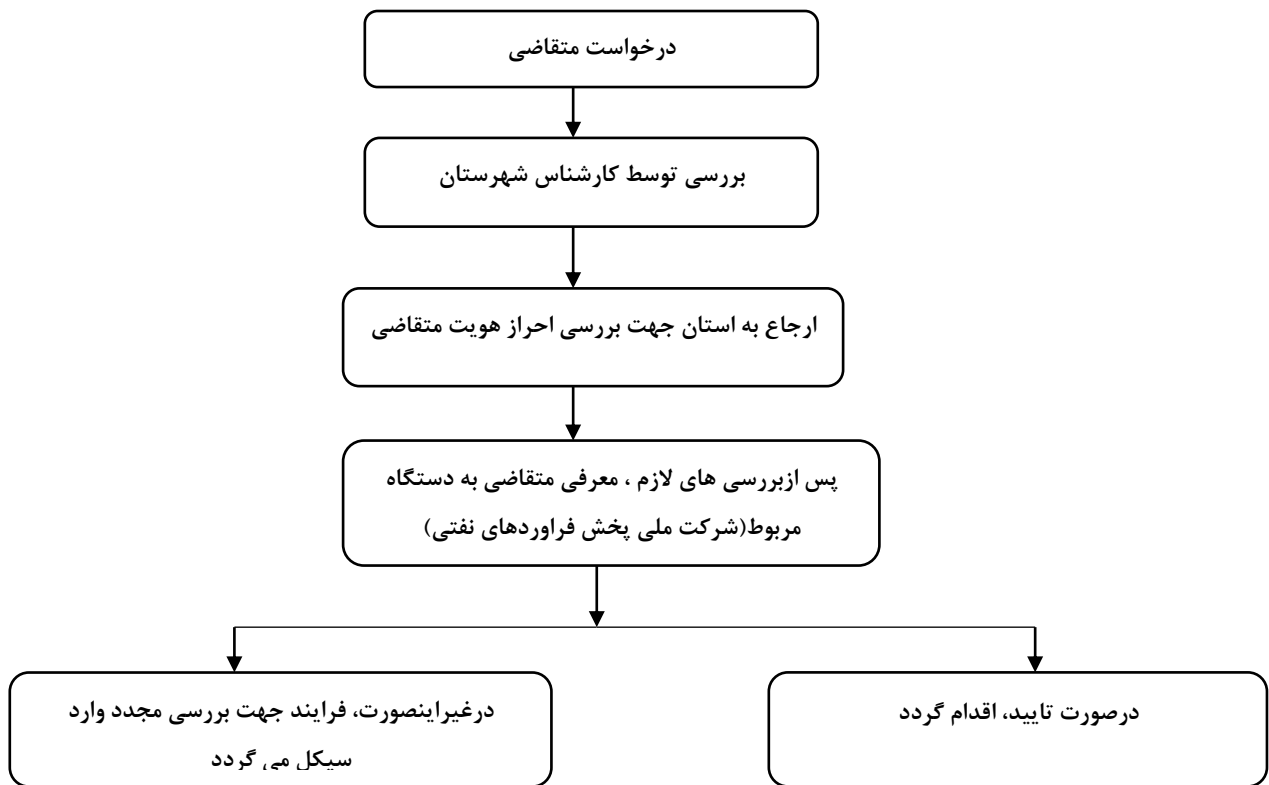 درخواست متقاضی
بررسی توسط کارشناس شهرستان
ارجاع به استان جهت بررسی احراز هویت متقاضی
پس ازبررسی های لازم ، معرفی متقاضی به دستگاه
مربوط(شرکت ملی پخش فراوردهای نفتی)
درصورت تایید، اقدام گردد
درغیراینصورت، فرایند جهت بررسی مجدد وارد
سیکل می گردد